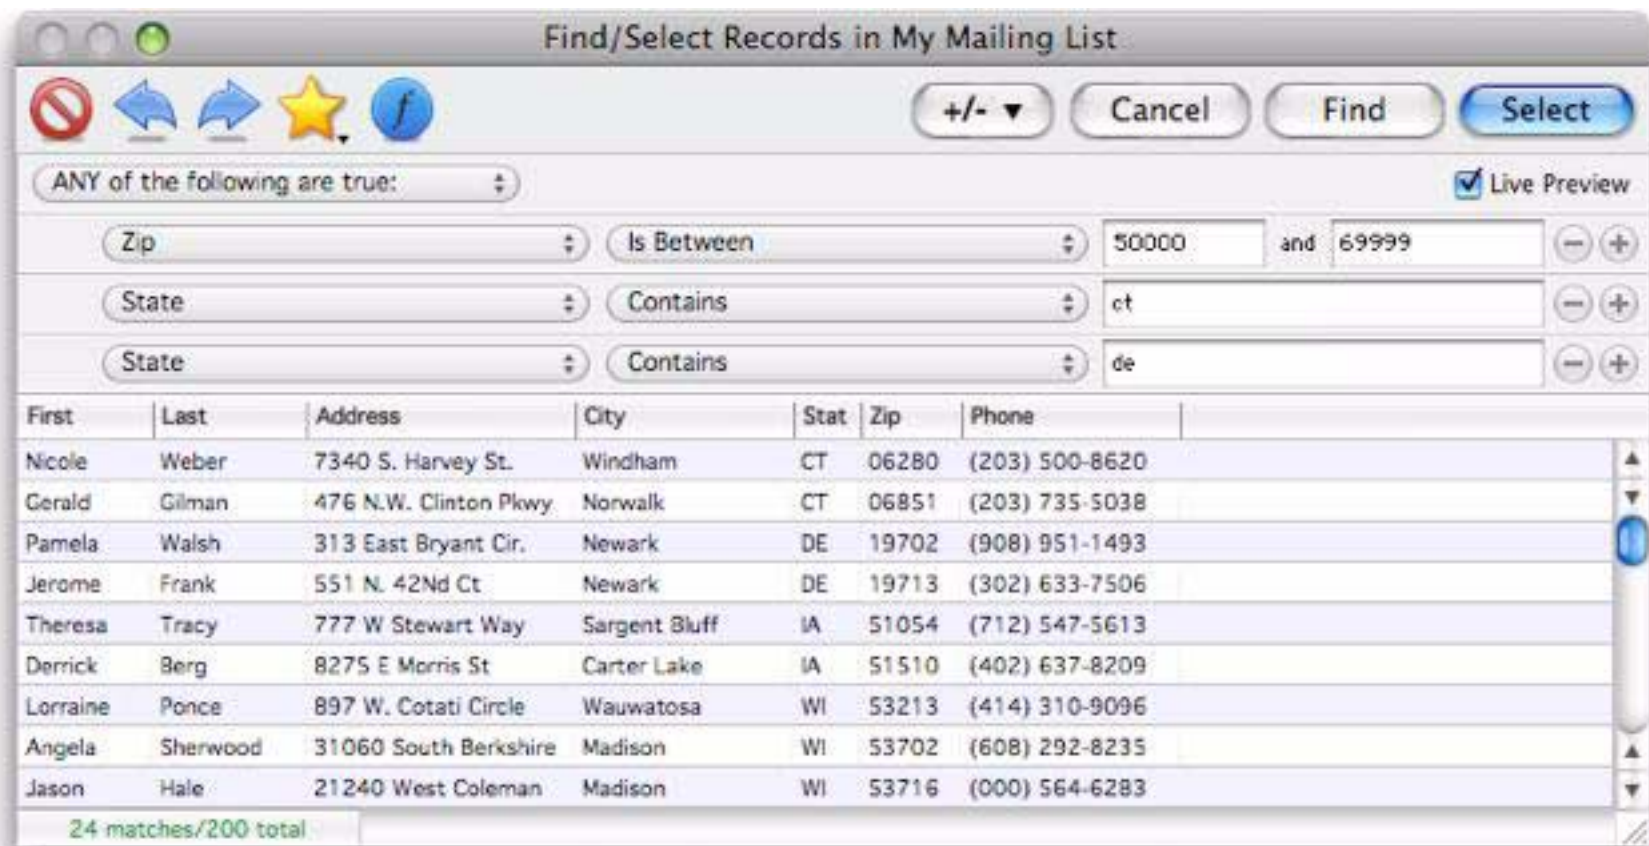 Find/Select Records in My Mailing List
f +/- ▼ Cancel Find Select
ANY of the following are true: Live Preview
Zip Is Between 50000 and 69999
State Contains ct
State Contains de
First Last Address City Stat Zip Phone
Nicole Weber 7340 S. Harvey St. Windham CT 06280 (203) 500-8620
Gerald Gilman 476 N.W. Clinton Pkwy Norwalk CT 06851 (203) 735-5038
Pamela Walsh 313 East Bryant Cir. Newark DE 19702 (908) 951-1493
Jerome Frank 551 N. 42Nd Ct Newark DE 19713 (302) 633-7506
Theresa Tracy 777 W Stewart Way Sargent Bluff IA 51054 (712) 547-5613
Derrick Berg 8275 E Morris St Carter Lake IA 51510 (402) 637-8209
Lorraine Ponce 897 W. Cotati Circle Wauwatosa WI 53213 (414) 310-9096
Angela Sherwood 31060 South Berkshire Madison WI 53702 (608) 292-8235
Jason Hale 21240 West Coleman Madison WI 53716 (000) 564-6283
24 matches/200 total